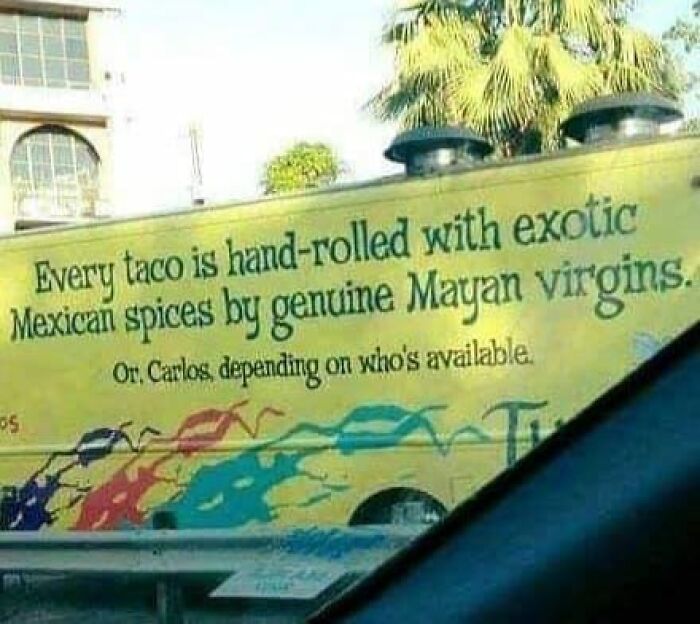 Every taco is hand-rolled with exotic
Mexican spices by genuine Mayan virgins.
Or, Carlos, depending on who's available.